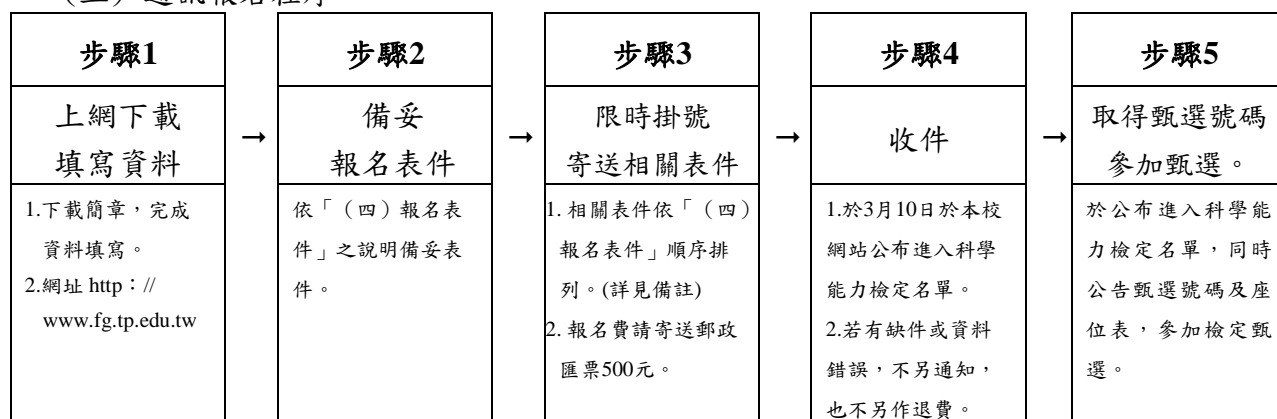 步驟1
上網下載
填寫資料
1.下載簡章，完成
資料填寫。
2.網址 http：//
www.fg.tp.edu.tw
→
步驟2
備妥
報名表件
依「（四）報名表
件」之說明備妥表
件。
→
步驟3
限時掛號
寄送相關表件
1. 相關表件依「（四）
報名表件」順序排
列。(詳見備註)
2. 報名費請寄送郵政
匯票500元。
→
步驟4
收件
1.於3月10日於本校
網站公布進入科學
能力檢定名單。
2.若有缺件或資料
錯誤，不另通知，
也不另作退費。
→
步驟5
取得甄選號碼
參加甄選。
於公布進入科學能
力檢定名單，同時
公告甄選號碼及座
位表，參加檢定甄
選。